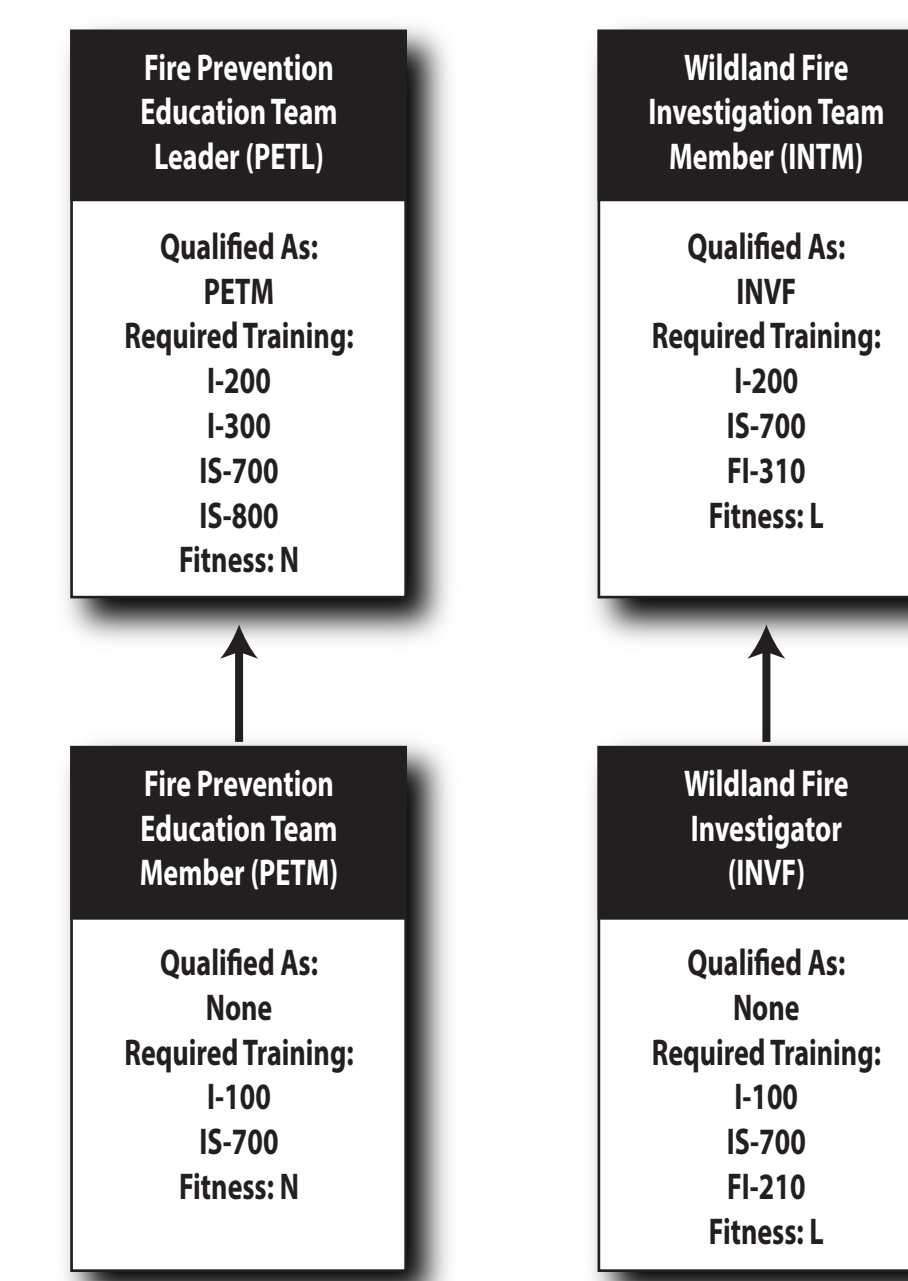 Fire Prevention
Education Team
Leader (PETL)
Qualified As:
PETM
Required Training:
I-200
I-300
IS-700
IS-800
Fitness: N
Wildland Fire
Investigation Team
Member (INTM)
Qualified As:
INVF
Required Training:
I-200
IS-700
FI-310
Fitness: L
Fire Prevention
Education Team
Member (PETM)
Qualified As:
None
Required Training:
I-100
IS-700
Fitness: N
Wildland Fire
Investigator
(INVF)
Qualified As:
None
Required Training:
I-100
IS-700
FI-210
Fitness: L